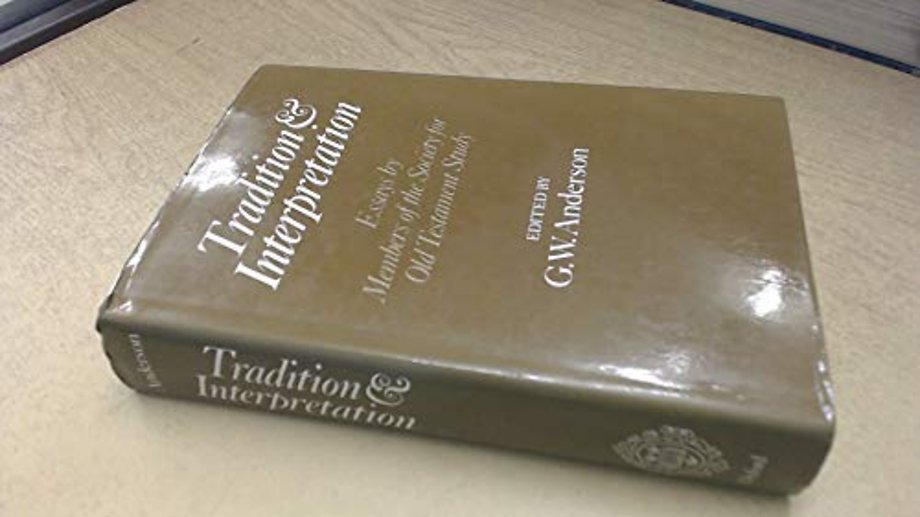 Tradition &
Interpretation
Essays by
Members of the Society for
Old Testament Study
EDITED BY
G.W. Anderson
Anderson
Tradition &
Interpretation
Oxford